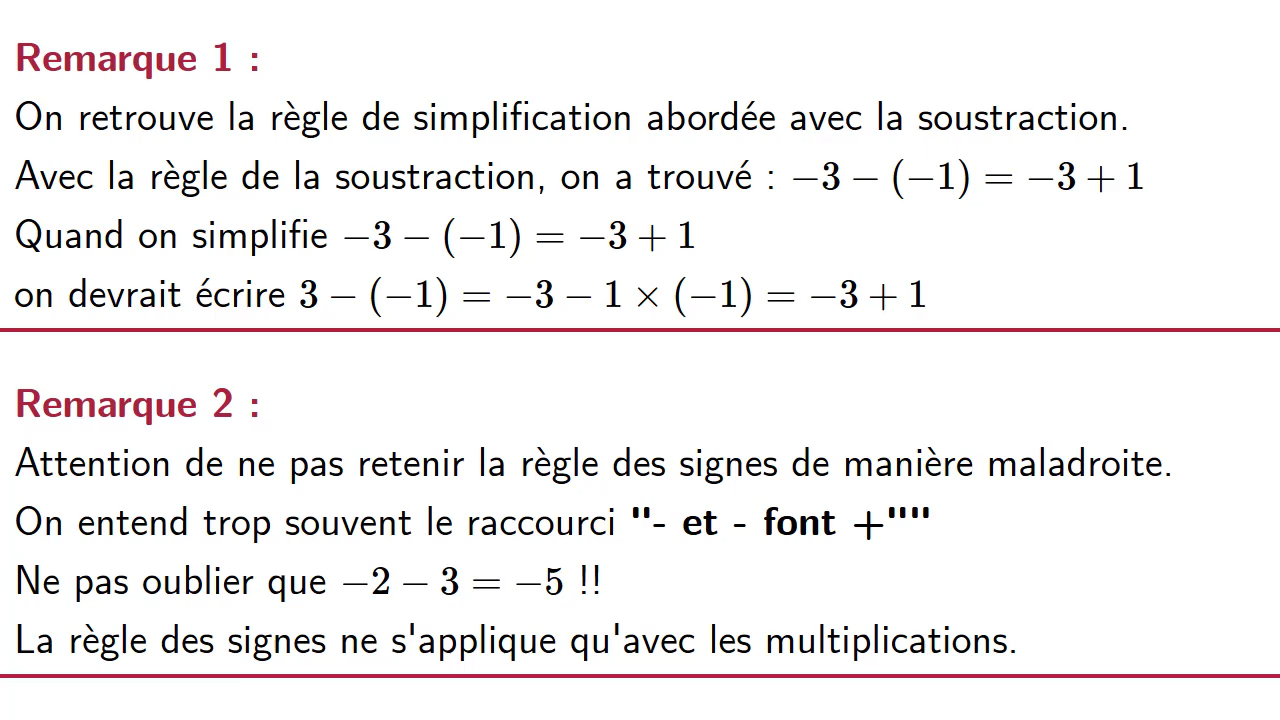 Remarque 1 :
On retrouve la règle de simplification abordée avec la soustraction.
Avec la règle de la soustraction, on a trouvé : −3 − (−1) = −3 + 1
Quand on simplifie −3 − (−1) = −3 + 1
on devrait écrire 3 − (−1) = −3 − 1 × (−1) = −3 + 1
Remarque 2 :
Attention de ne pas retenir la règle des signes de manière maladroite.
On entend trop souvent le raccourci "- et - font +""
Ne pas oublier que −2 − 3 = −5 !!
La règle des signes ne s'applique qu'avec les multiplications.